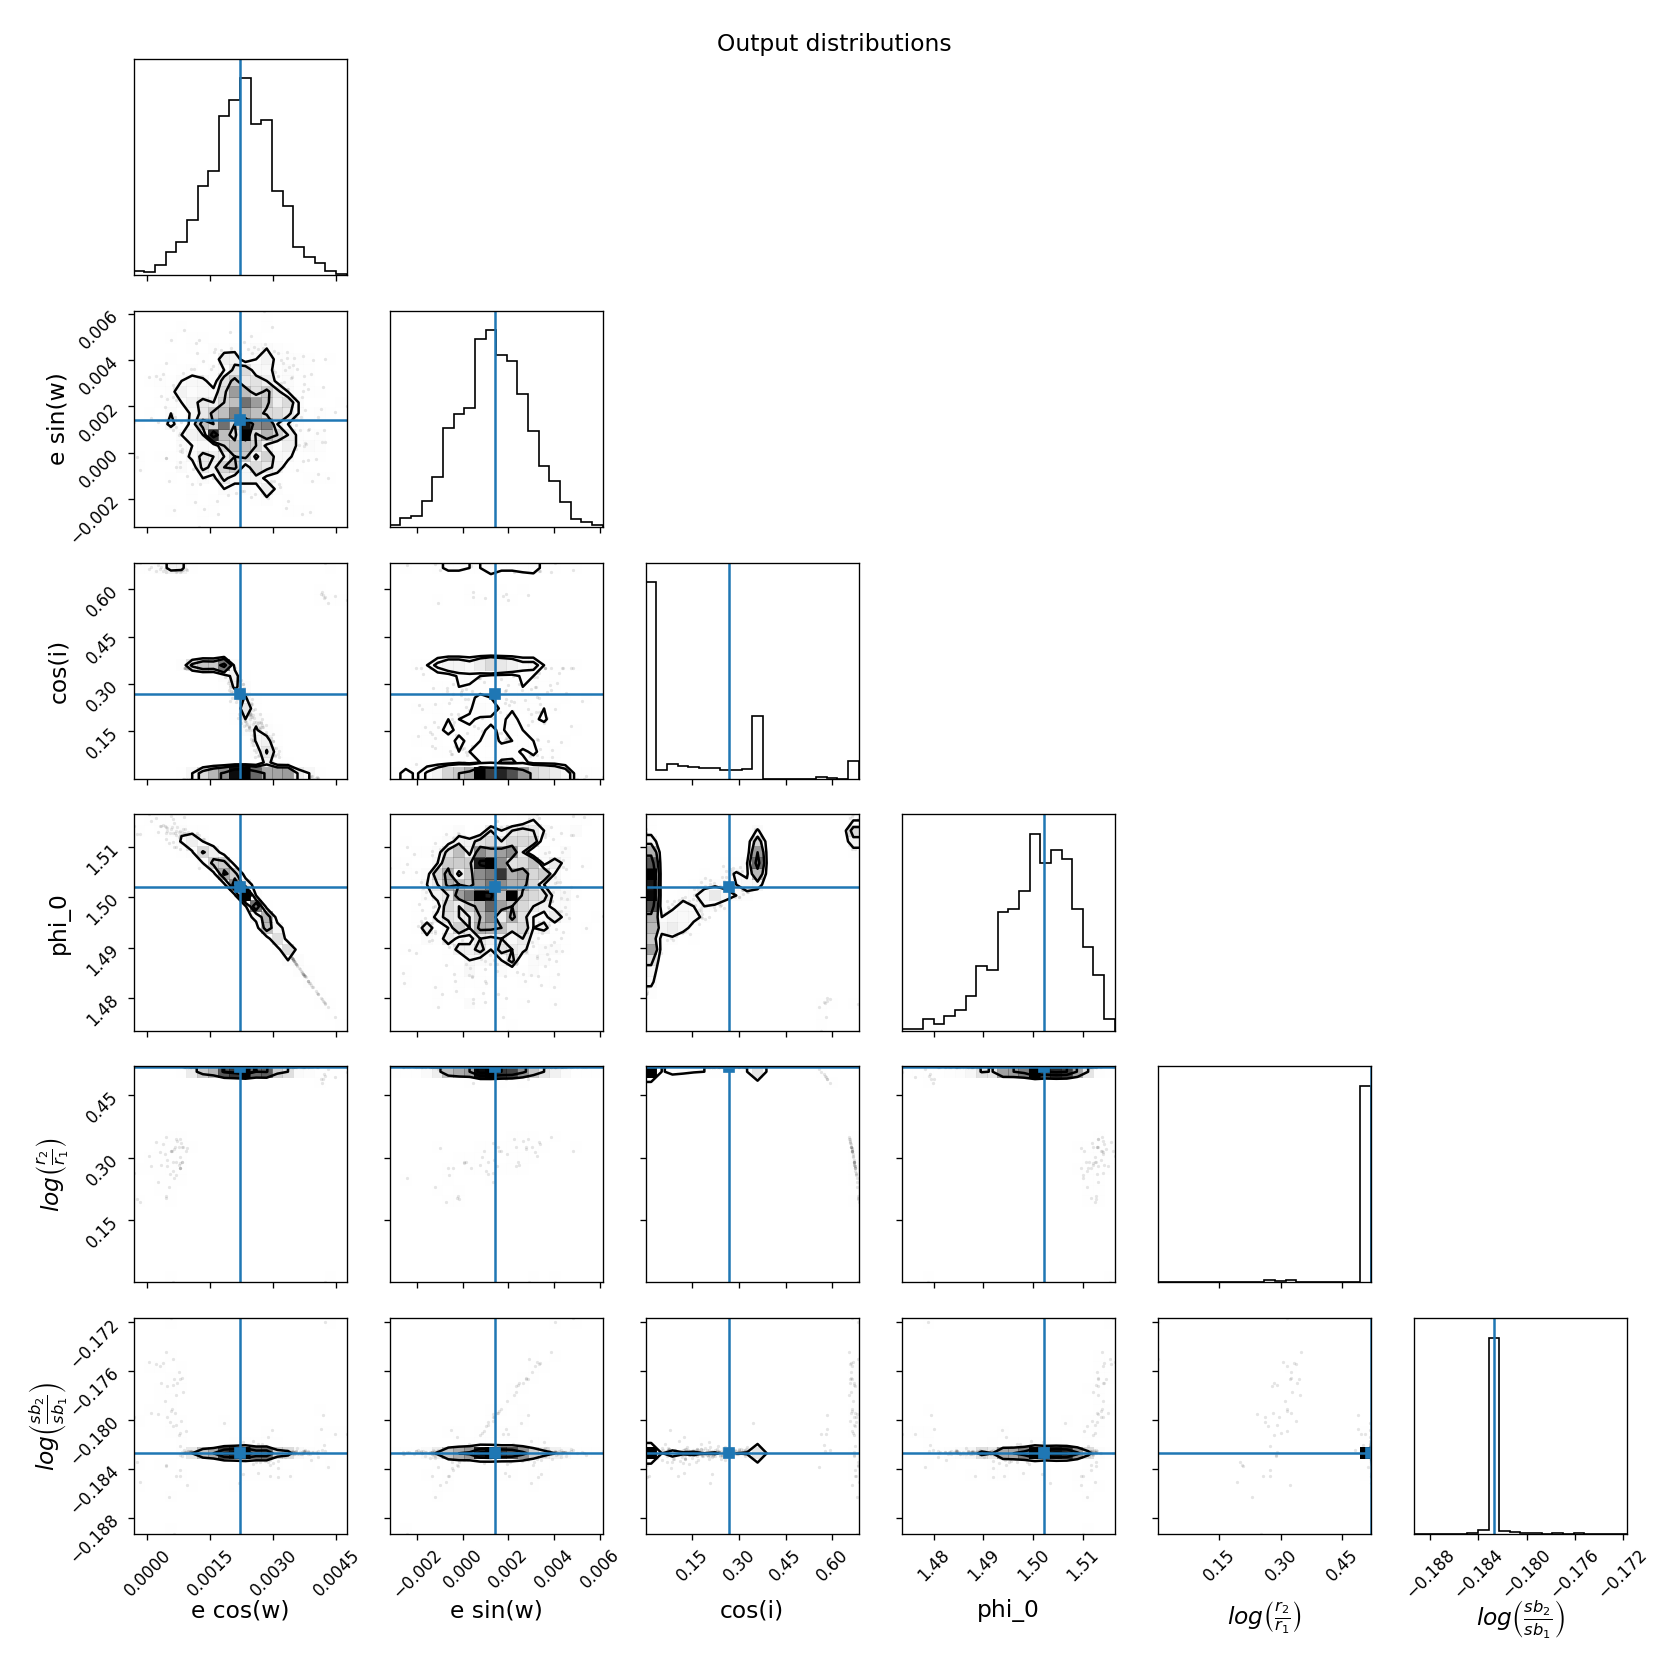 Output distributions
0.006
0.004
0.002
0.000
−0.002
e sin(w)
0.60
0.45
0.30
0.15
cos(i)
1.51
1.50
1.49
1.48
phi_0
0.45
0.30
0.15
log(r2/r1)
−0.172
−0.176
−0.180
−0.184
−0.188
log(sb2/sb1)
0.0000 0.0015 0.0030 0.0045
e cos(w)
−0.002 0.000 0.002 0.004 0.006
e sin(w)
0.15 0.30 0.45 0.60
cos(i)
1.48 1.49 1.50 1.51
phi_0
0.15 0.30 0.45
log(r2/r1)
−0.188 −0.184 −0.180 −0.176 −0.172
log(sb2/sb1)